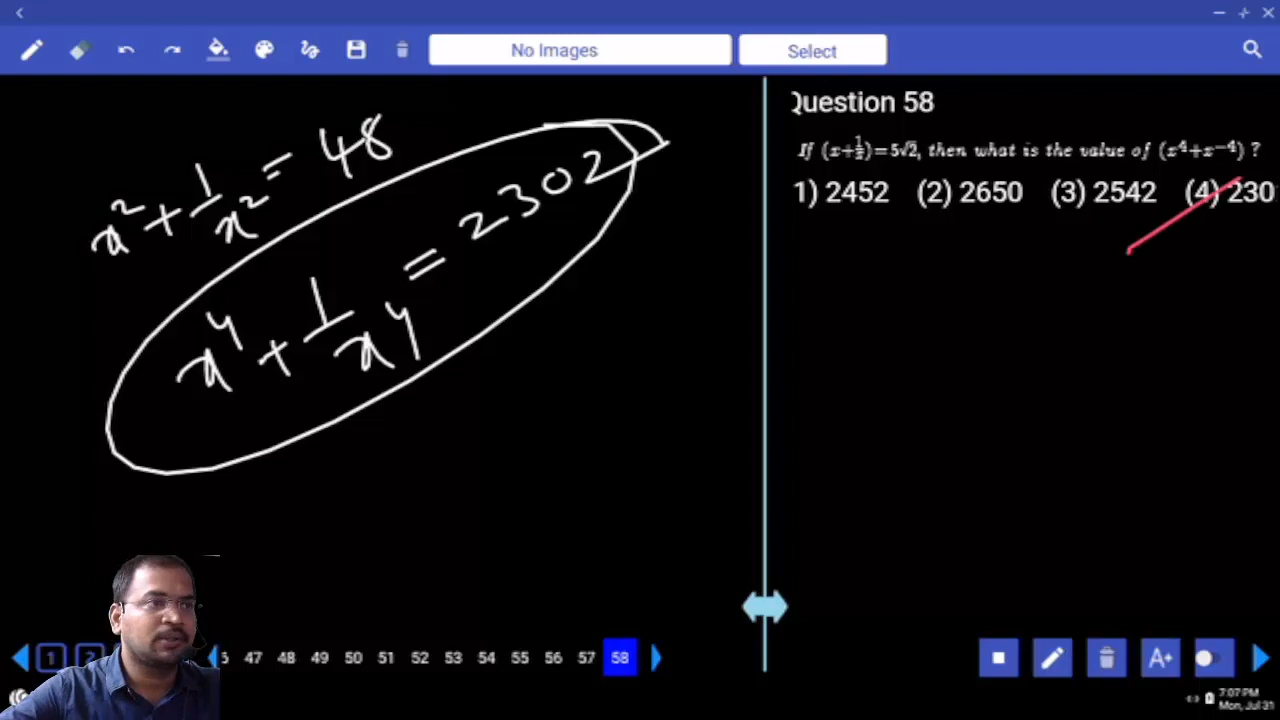 No Images
Select
x² + 1/x² = 48
x⁴ + 1/x⁴ = 2302
Question 58
If (x+1/x)=5√2, then what is the value of (x⁴+x⁻⁴) ?
1) 2452 (2) 2650 (3) 2542 (4) 230
1 2 47 48 49 50 51 52 53 54 55 56 57 58
A+
7:07 PM
Mon, Jul 31